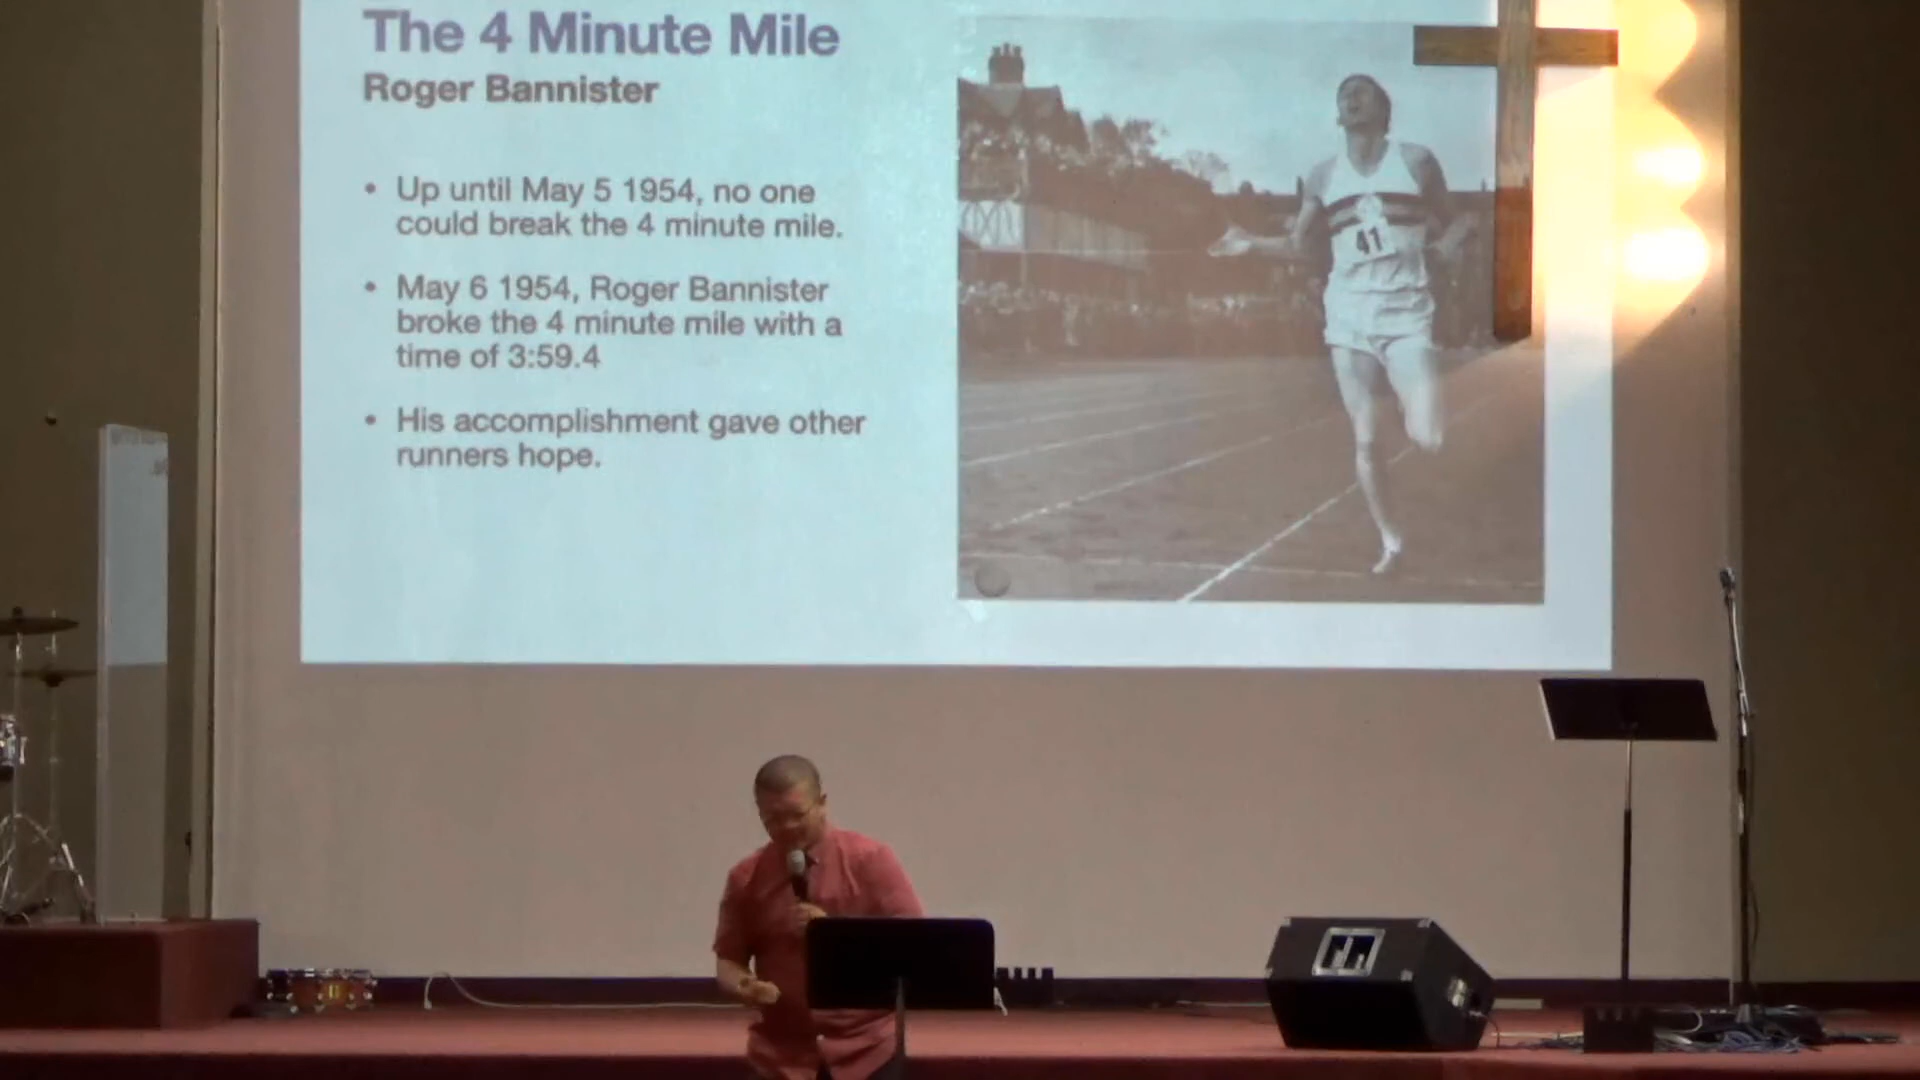 The 4 Minute Mile
Roger Bannister
• Up until May 5 1954, no one
could break the 4 minute mile.
• May 6 1954, Roger Bannister
broke the 4 minute mile with a
time of 3:59.4
• His accomplishment gave other
runners hope.
41